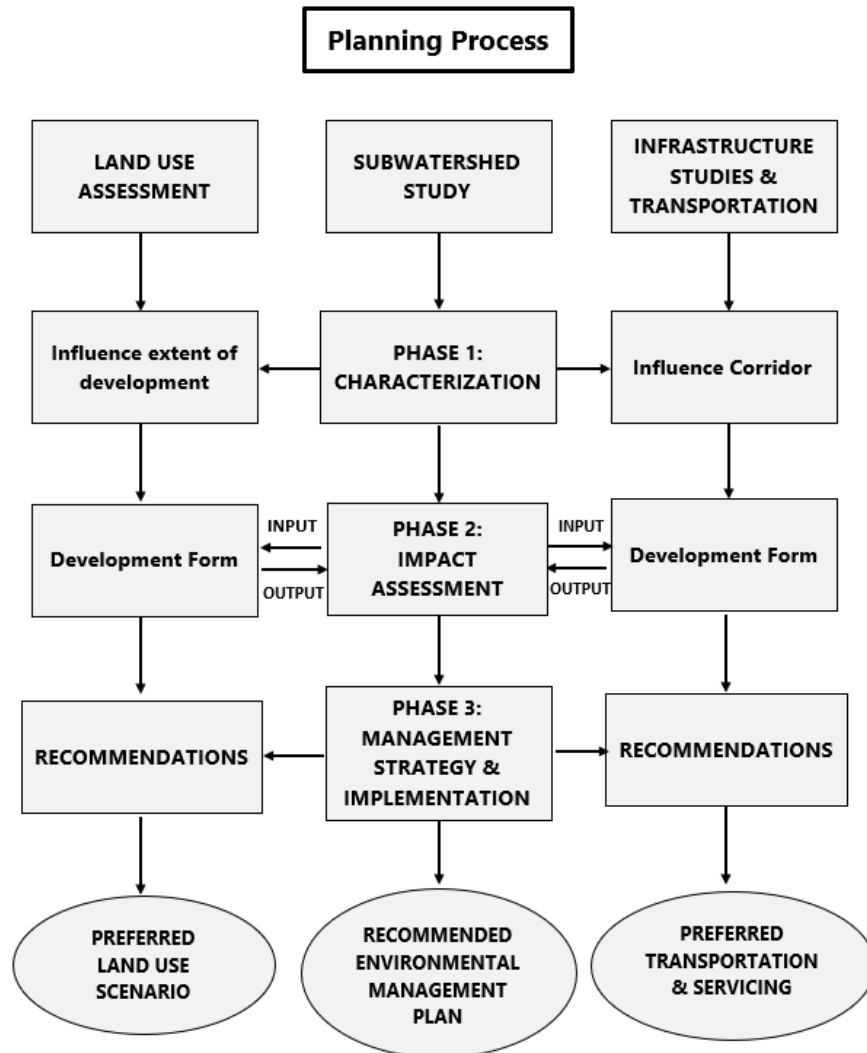 Planning Process
LAND USE
ASSESSMENT
SUBWATERSHED
STUDY
INFRASTRUCTURE
STUDIES &
TRANSPORTATION
Influence extent of
development
PHASE 1:
CHARACTERIZATION
Influence Corridor
Development Form
INPUT
OUTPUT
PHASE 2:
IMPACT
ASSESSMENT
INPUT
OUTPUT
Development Form
RECOMMENDATIONS
PHASE 3:
MANAGEMENT
STRATEGY &
IMPLEMENTATION
RECOMMENDATIONS
PREFERRED
LAND USE
SCENARIO
RECOMMENDED
ENVIRONMENTAL
MANAGEMENT
PLAN
PREFERRED
TRANSPORTATION
& SERVICING